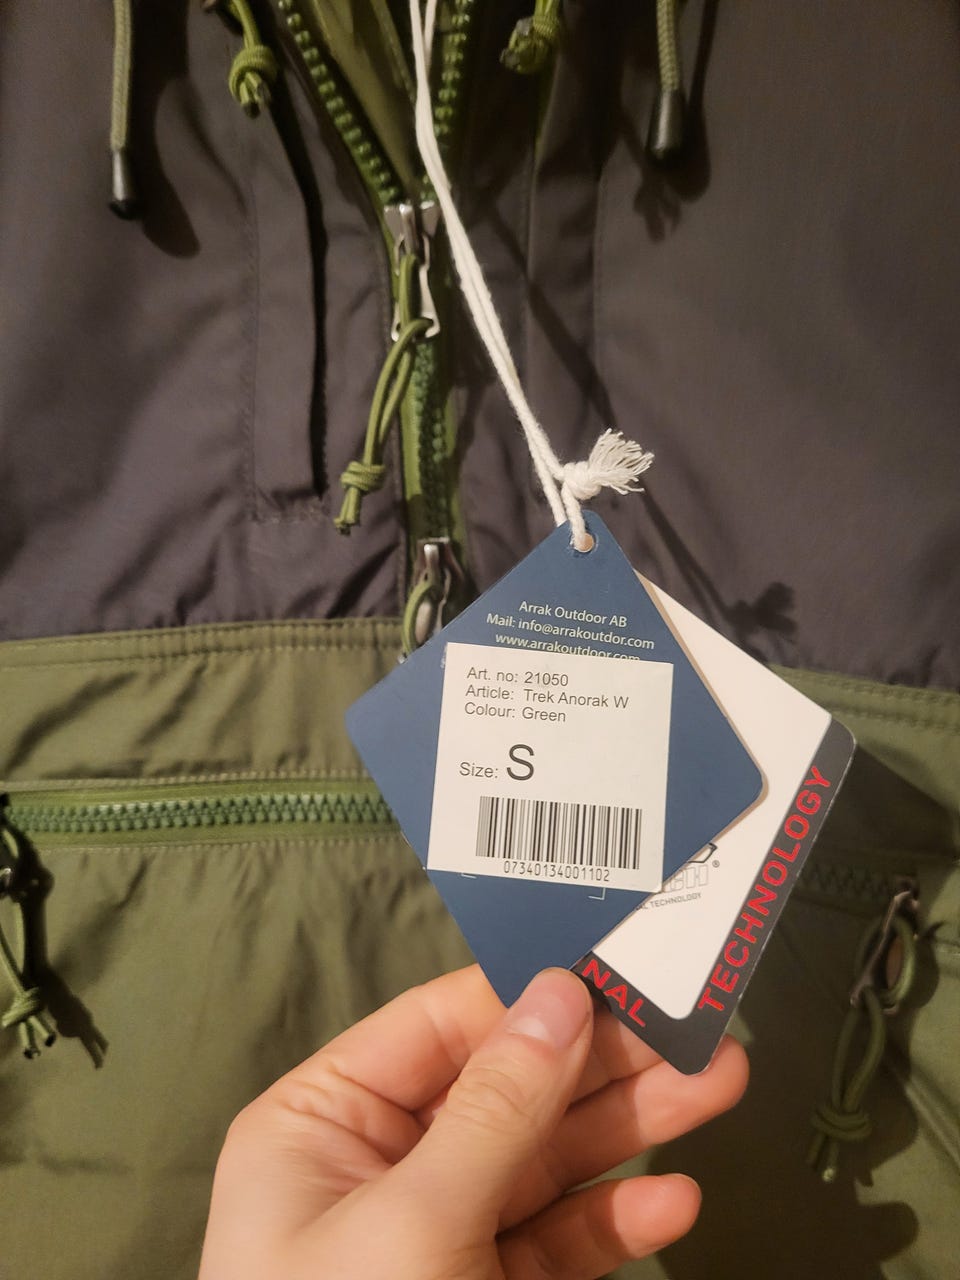 Arrak Outdoor AB
Mail: info@arrakoutdor.com
www.arrakoutdoor.com
Art. no: 21050
Article: Trek Anorak W
Colour: Green
Size: S
07340134001102
®
TECHNOLOGY
NAL
TECHNOLOGY